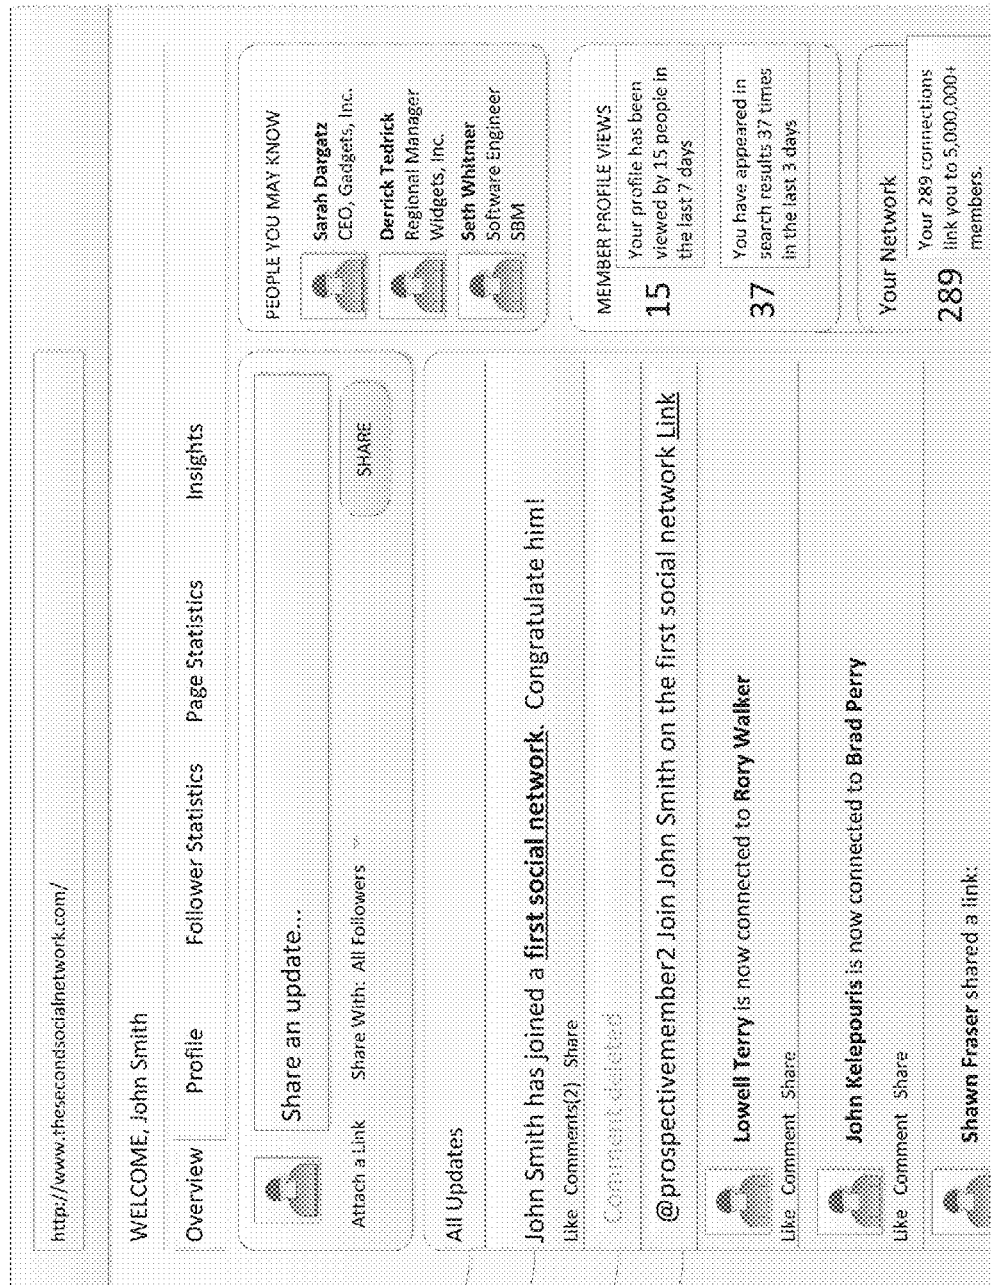 http://www.thesecondsocialnetwork.com/
WELCOME, John Smith
Overview Profile Follower Statistics Page Statistics Insights
Share an update...
Attach a Link Share With: All Followers
SHARE
All Updates
John Smith has joined a first social network. Congratulate him!
Like Comments(2) Share
Comment deleted
@prospectivemember2 Join John Smith on the first social network Link
Lowell Terry is now connected to Rory Walker
Like Comment Share
John Kelepouris is now connected to Brad Perry
Like Comment Share
Shawn Fraser shared a link:
PEOPLE YOU MAY KNOW
Sarah Dargatz
CEO, Gadgets, Inc.
Derrick Tedrick
Regional Manager
Widgets, Inc.
Seth Whitmer
Software Engineer
SBM
MEMBER PROFILE VIEWS
15
Your profile has been
viewed by 15 people in
the last 7 days
37
You have appeared in
search results 37 times
in the last 3 days
Your Network
289
Your 289 connections
link you to 5,000,000+
members.